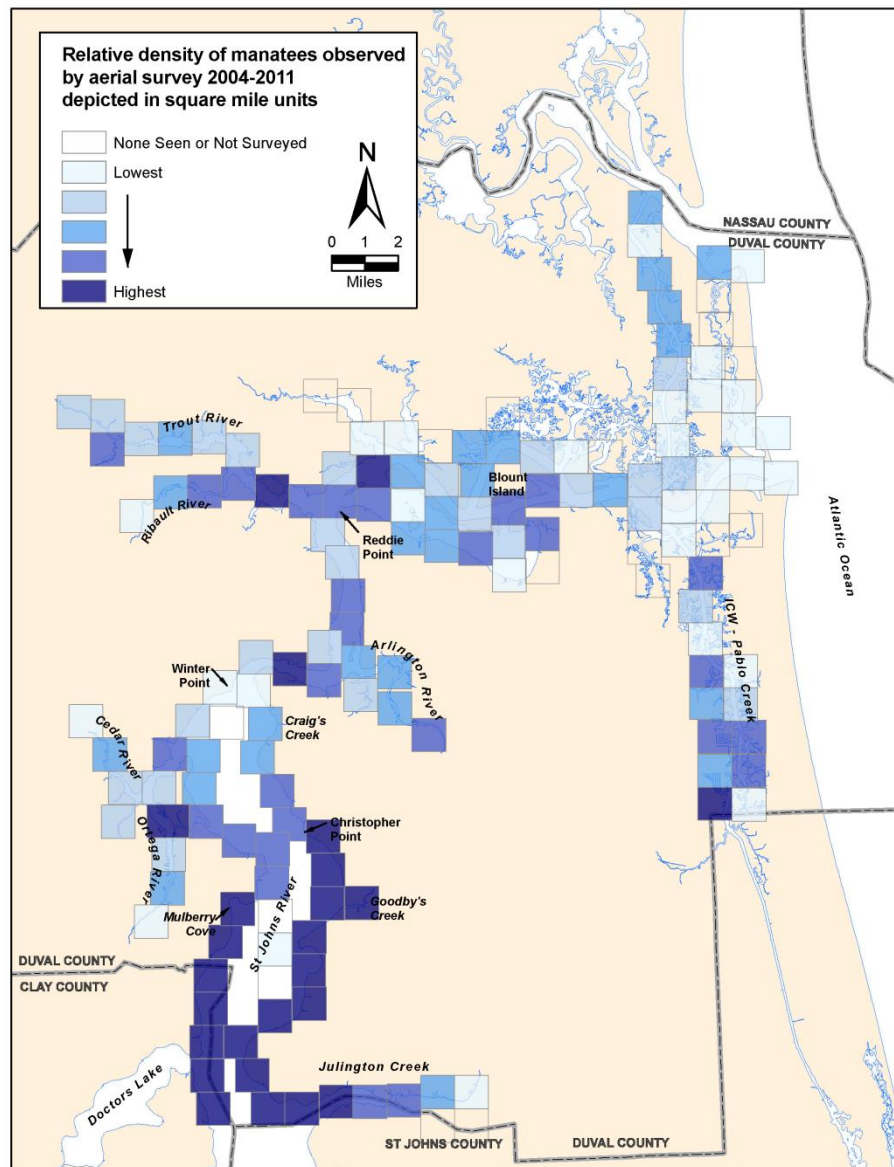 Relative density of manatees observed
by aerial survey 2004-2011
depicted in square mile units
None Seen or Not Surveyed
Lowest
Highest
N
0 1 2
Miles
NASSAU COUNTY
DUVAL COUNTY
Trout River
Ribault River
Blount
Island
Reddie
Point
Atlantic Ocean
ICW - Pablo Creek
Winter
Point
Arlington River
Craig's
Creek
Cedar River
Christopher
Point
Ortega River
Mulberry
Cove
St Johns River
Goodby's
Creek
DUVAL COUNTY
CLAY COUNTY
Julington Creek
Doctors Lake
ST JOHNS COUNTY
DUVAL COUNTY